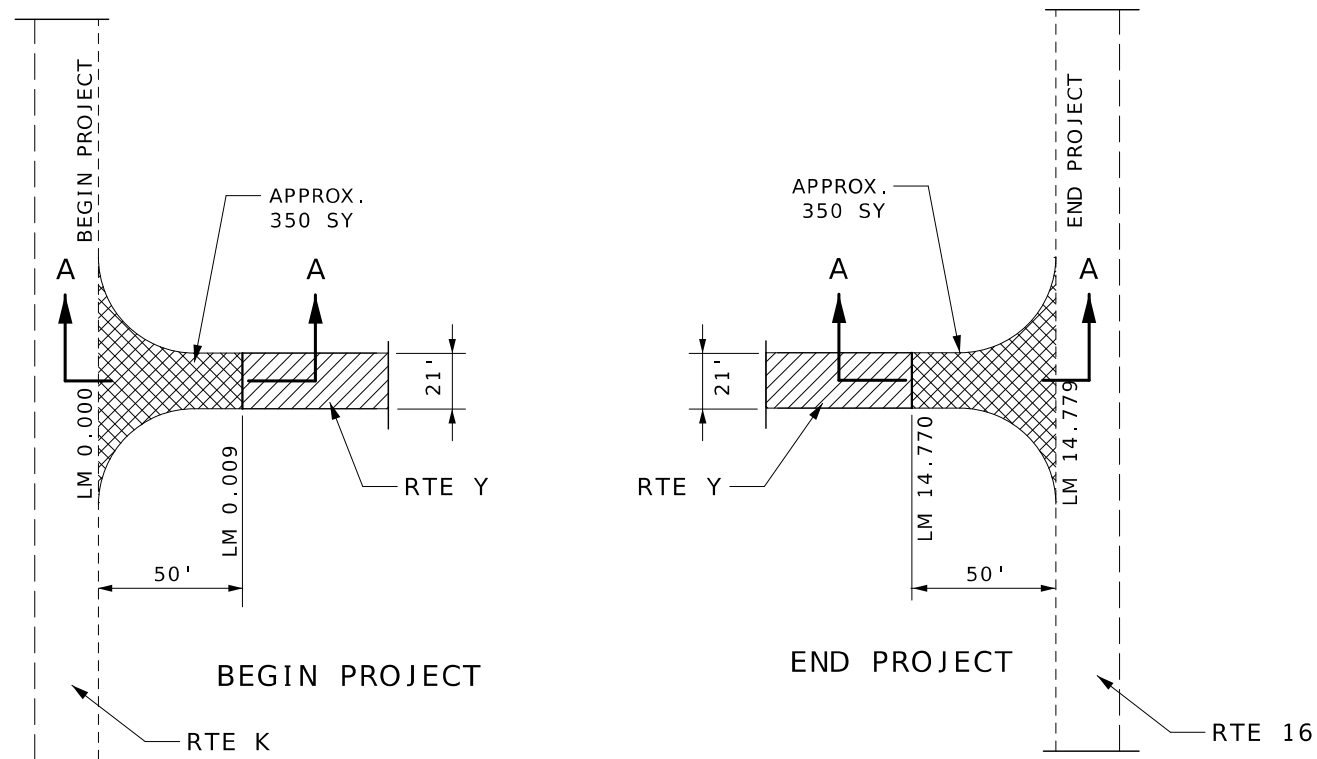 BEGIN PROJECT
APPROX.
350 SY
A
A
21'
LM 0.000
LM 0.009
RTE Y
50'
BEGIN PROJECT
RTE K
END PROJECT
APPROX.
350 SY
A
A
21'
RTE Y
LM 14.770
LM 14.779
50'
END PROJECT
RTE 16